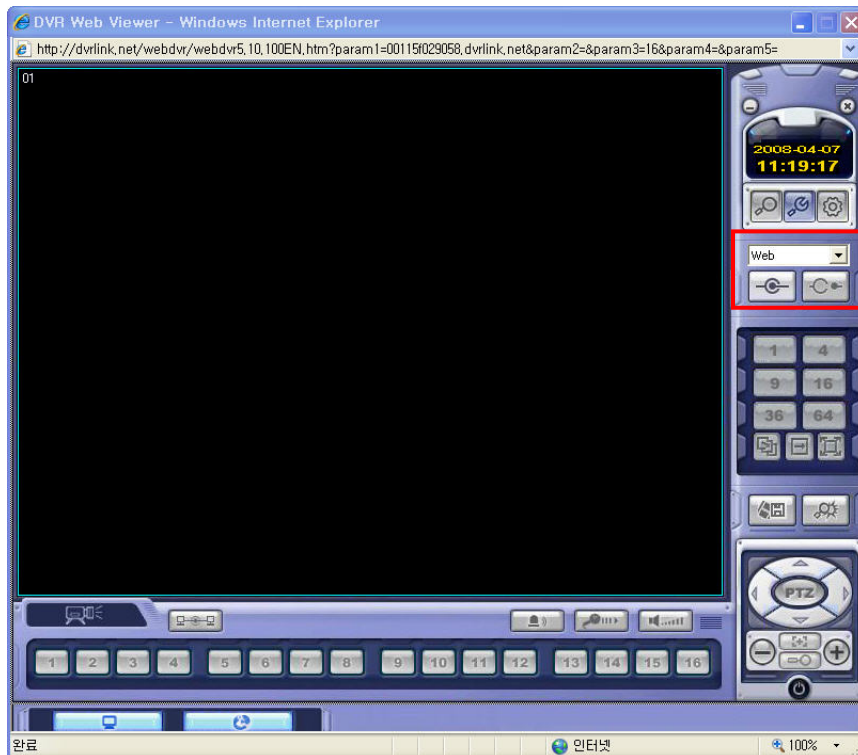 DVR Web Viewer - Windows Internet Explorer
http://dvrlink.net/webdvr/webdvr5,10,100EN.htm?param1=00115f029058.dvrlink.net&param2=&param3=16&param4=&param5=
01
2008-04-07
11:19:17
Web
1 4
9 16
36 64
PTZ
1 2 3 4 5 6 7 8 9 10 11 12 13 14 15 16
완료 인터넷 100%